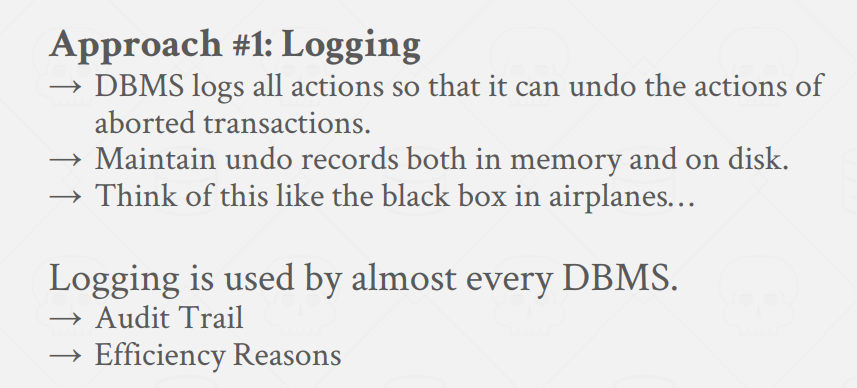 Approach #1: Logging
→ DBMS logs all actions so that it can undo the actions of
aborted transactions.
→ Maintain undo records both in memory and on disk.
→ Think of this like the black box in airplanes…
Logging is used by almost every DBMS.
→ Audit Trail
→ Efficiency Reasons